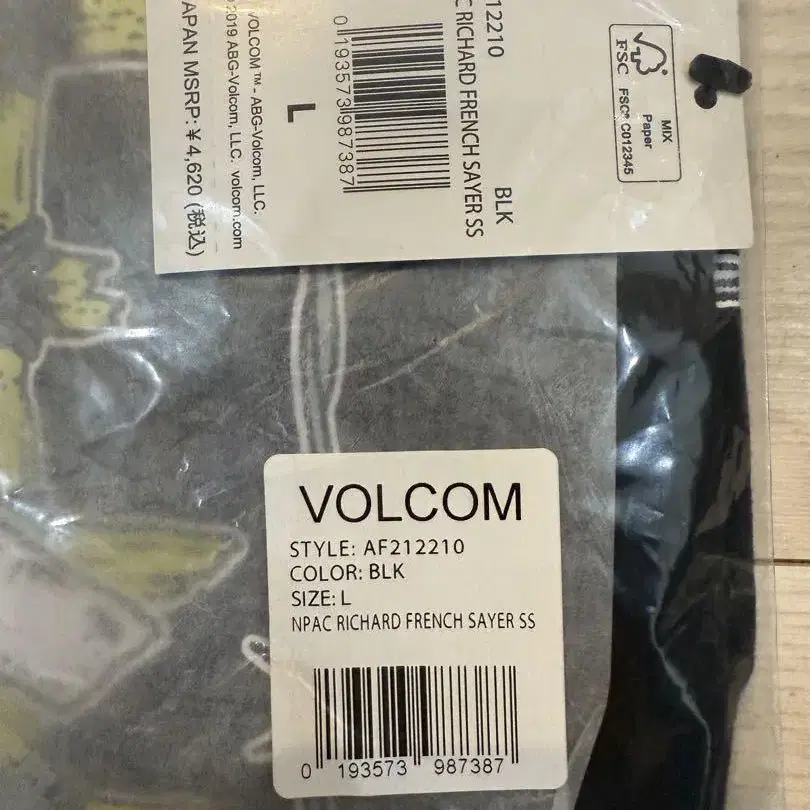 12210
C RICHARD FRENCH SAYER SS
BLK
L
0 193573 987387
VOLCOM™ - ABG-Volcom, LLC.
2019 ABG-Volcom, LLC. volcom.com
APAN MSRP: ¥ 4,620 (税込)
FSC
MIX
Paper
FSC® C012345
VOLCOM
STYLE: AF212210
COLOR: BLK
SIZE: L
NPAC RICHARD FRENCH SAYER SS
0 193573 987387